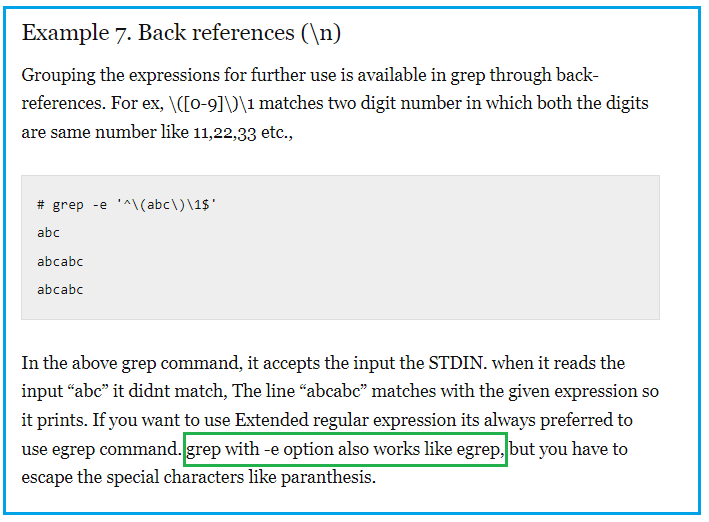 Example 7. Back references (\n)
Grouping the expressions for further use is available in grep through back-
references. For ex, \([0-9]\)\1 matches two digit number in which both the digits
are same number like 11,22,33 etc.,
# grep -e '^\(abc\)\1$'
abc
abcabc
abcabc
In the above grep command, it accepts the input the STDIN. when it reads the
input “abc” it didnt match, The line “abcabc” matches with the given expression so
it prints. If you want to use Extended regular expression its always preferred to
use egrep command. grep with -e option also works like egrep, but you have to
escape the special characters like paranthesis.